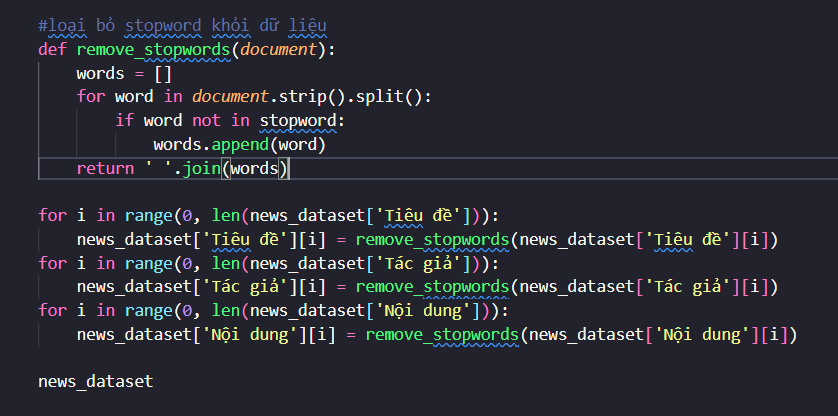 #loại bỏ stopword khỏi dữ liệu
def remove_stopwords(document):
    words = []
    for word in document.strip().split():
        if word not in stopword:
            words.append(word)
    return ' '.join(words)
for i in range(0, len(news_dataset['Tiêu đề'])):
    news_dataset['Tiêu đề'][i] = remove_stopwords(news_dataset['Tiêu đề'][i])
for i in range(0, len(news_dataset['Tác giả'])):
    news_dataset['Tác giả'][i] = remove_stopwords(news_dataset['Tác giả'][i])
for i in range(0, len(news_dataset['Nội dung'])):
    news_dataset['Nội dung'][i] = remove_stopwords(news_dataset['Nội dung'][i])
news_dataset